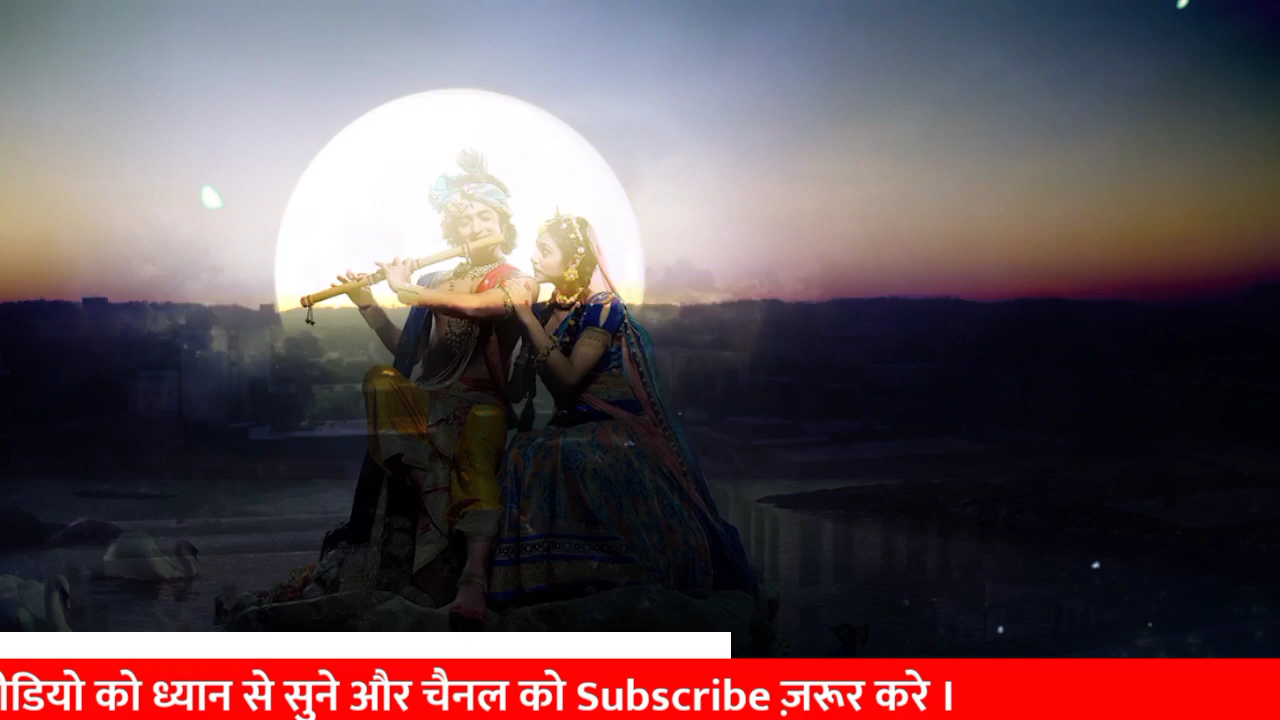 को ध्यान से सुने और चैनल को Subscribe ज़रूर करे ।